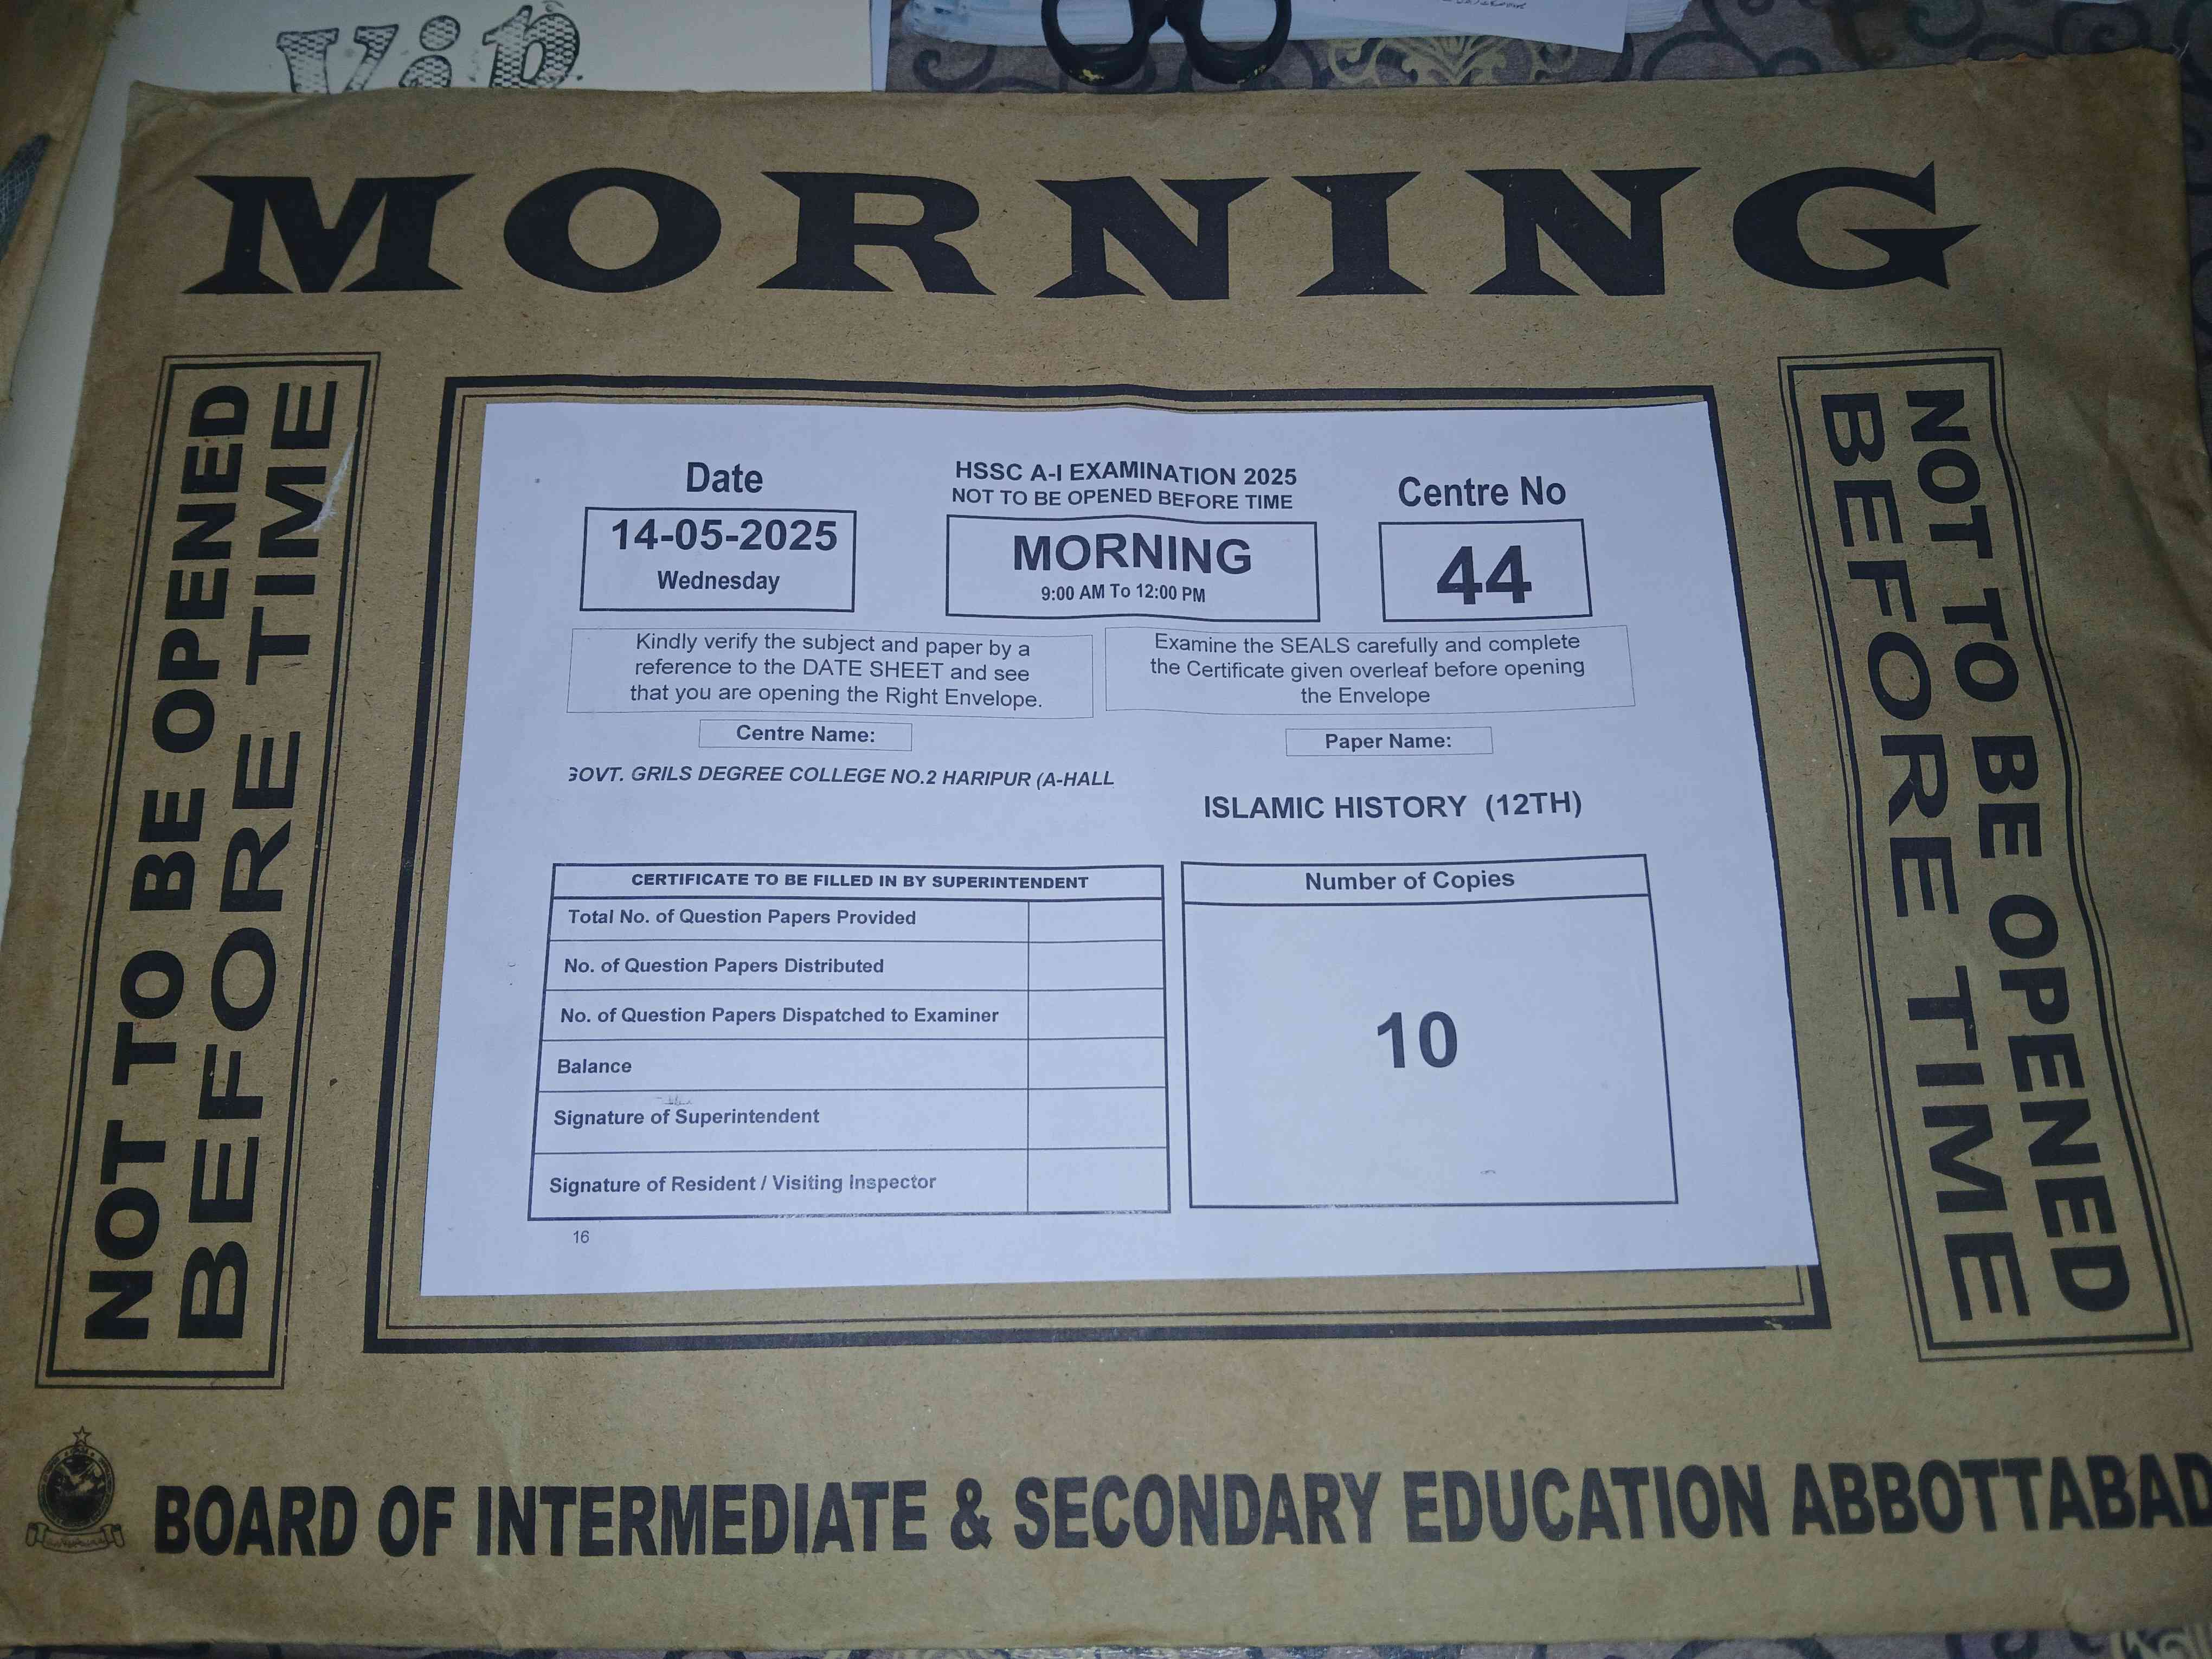 Vip
MORNING
NOT TO BE OPENED
BEFORE TIME
Date
14-05-2025
Wednesday
HSSC A-I EXAMINATION 2025
NOT TO BE OPENED BEFORE TIME
MORNING
9:00 AM To 12:00 PM
Centre No
44
Kindly verify the subject and paper by a
reference to the DATE SHEET and see
that you are opening the Right Envelope.
Examine the SEALS carefully and complete
the Certificate given overleaf before opening
the Envelope
Centre Name:
GOVT. GRILS DEGREE COLLEGE NO.2 HARIPUR (A-HALL
Paper Name:
ISLAMIC HISTORY (12TH)
CERTIFICATE TO BE FILLED IN BY SUPERINTENDENT
Total No. of Question Papers Provided
No. of Question Papers Distributed
No. of Question Papers Dispatched to Examiner
Balance
Signature of Superintendent
Signature of Resident / Visiting Inspector
Number of Copies
10
16
NOT TO BE OPENED
BEFORE TIME
BOARD OF INTERMEDIATE & SECONDARY EDUCATION ABBOTTABAD